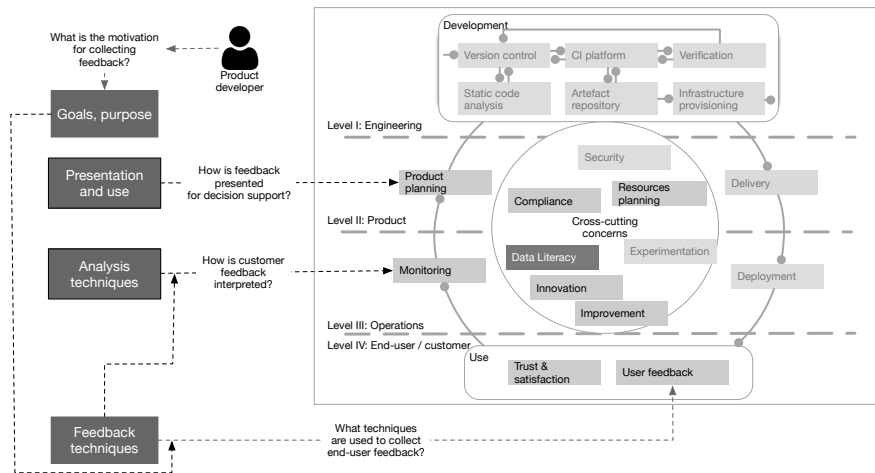 What is the motivation
for collecting
feedback?
Product
developer
Goals, purpose
Presentation
and use
How is feedback
presented
for decision support?
Analysis
techniques
How is customer
feedback
interpreted?
Feedback
techniques
What techniques
are used to collect
end-user feedback?
Development
Version control
CI platform
Verification
Static code
analysis
Artefact
repository
Infrastructure
provisioning
Level I: Engineering
Security
Product
planning
Compliance
Resources
planning
Delivery
Level II: Product
Cross-cutting
concerns
Monitoring
Data Literacy
Experimentation
Deployment
Innovation
Improvement
Level III: Operations
Level IV: End-user / customer
Use
Trust &
satisfaction
User feedback